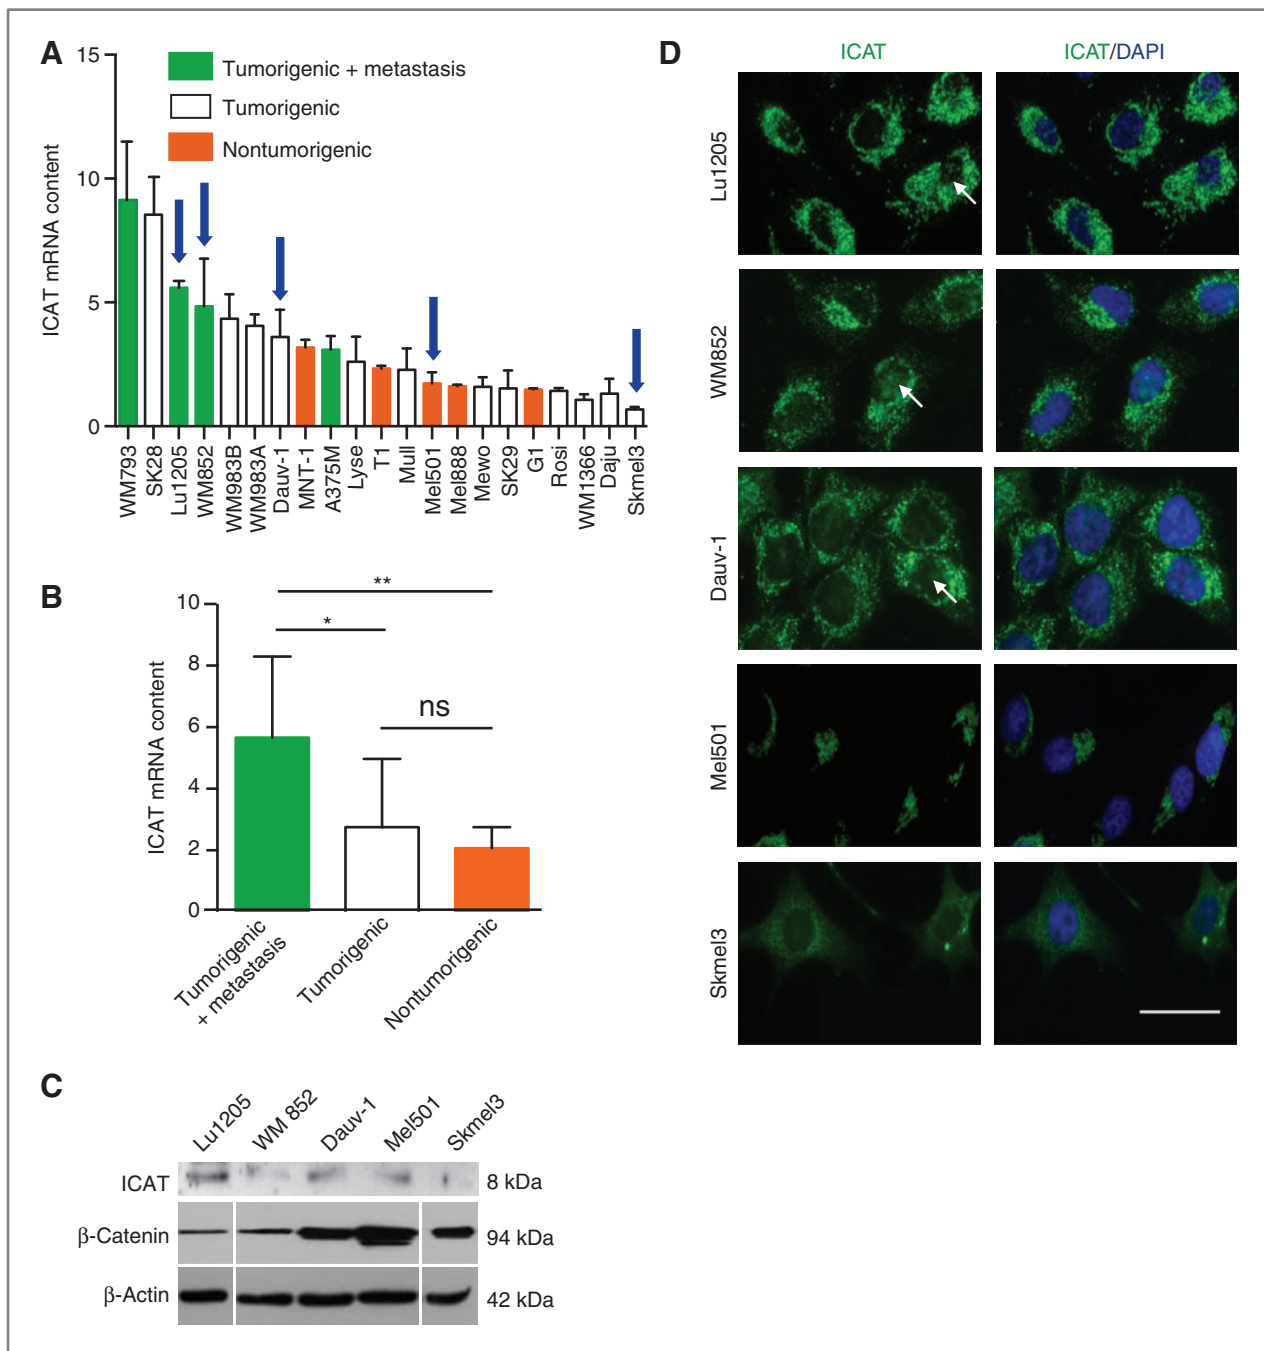 A
15
10
5
0
ICAT mRNA content
Tumorigenic + metastasis
Tumorigenic
Nontumorigenic
WM793
SK28
Lu1205
WM852
WM983B
WM983A
Dauv-1
MNT-1
A375M
Lyse
T1
Mull
Mel501
Mel888
Mewo
SK29
G1
Rosi
WM1366
Daju
Skmel3
B
10
8
6
4
2
0
ICAT mRNA content
**
*
ns
Tumorigenic
+ metastasis
Tumorigenic
Nontumorigenic
C
Lu1205
WM 852
Dauv-1
Mel501
Skmel3
ICAT
8 kDa
β-Catenin
94 kDa
β-Actin
42 kDa
D
ICAT
ICAT/DAPI
Lu1205
WM852
Dauv-1
Mel501
Skmel3